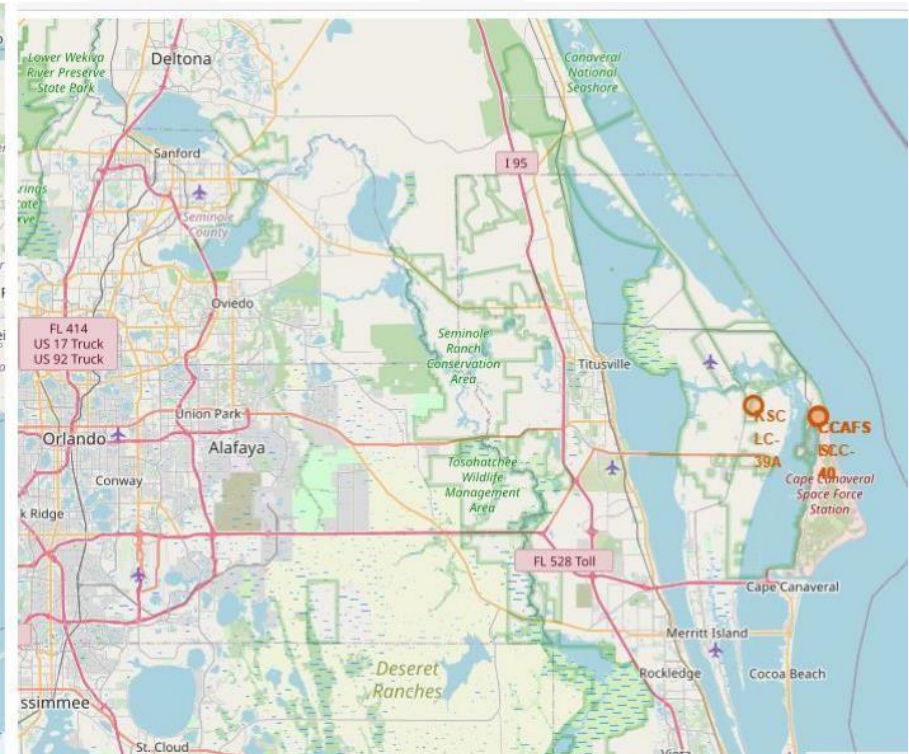 Lower Wekiva
River Preserve
State Park
Deltona
Canaveral
National
Seashore
Sanford
I 95
Seminole
County
Oviedo
FL 414
US 17 Truck
US 92 Truck
Seminole
Ranch
Conservation
Area
Titusville
Union Park
KSC
LC-
39A
CCAFS
Orlando
Alafaya
40
Conway
Tosohatchee
Wildlife
Management
Area
Cape Canaveral
Space Force
Station
k Ridge
FL 528 Toll
Cape Canaveral
Merritt Island
Deseret
Ranches
Rockledge
Cocoa Beach
ssimmee
St. Cloud
Viera